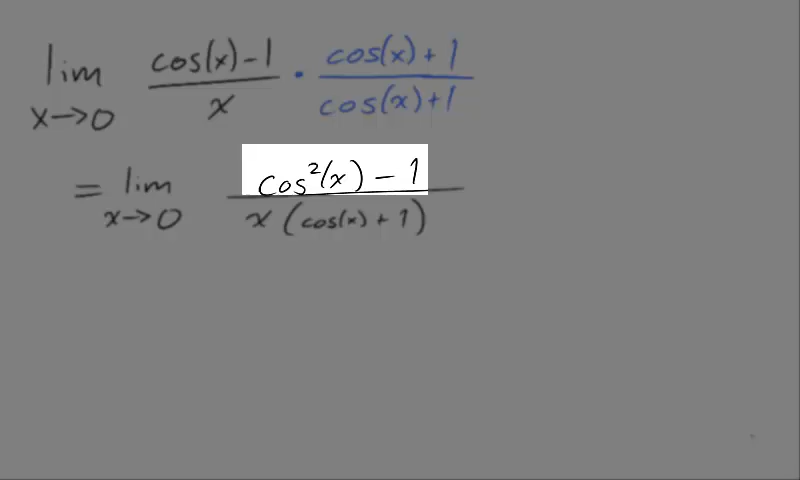 lim x→0 cos(x)-1 / x · cos(x)+1 / cos(x)+1
= lim x→0 cos²(x) - 1 / x (cos(x) + 1)